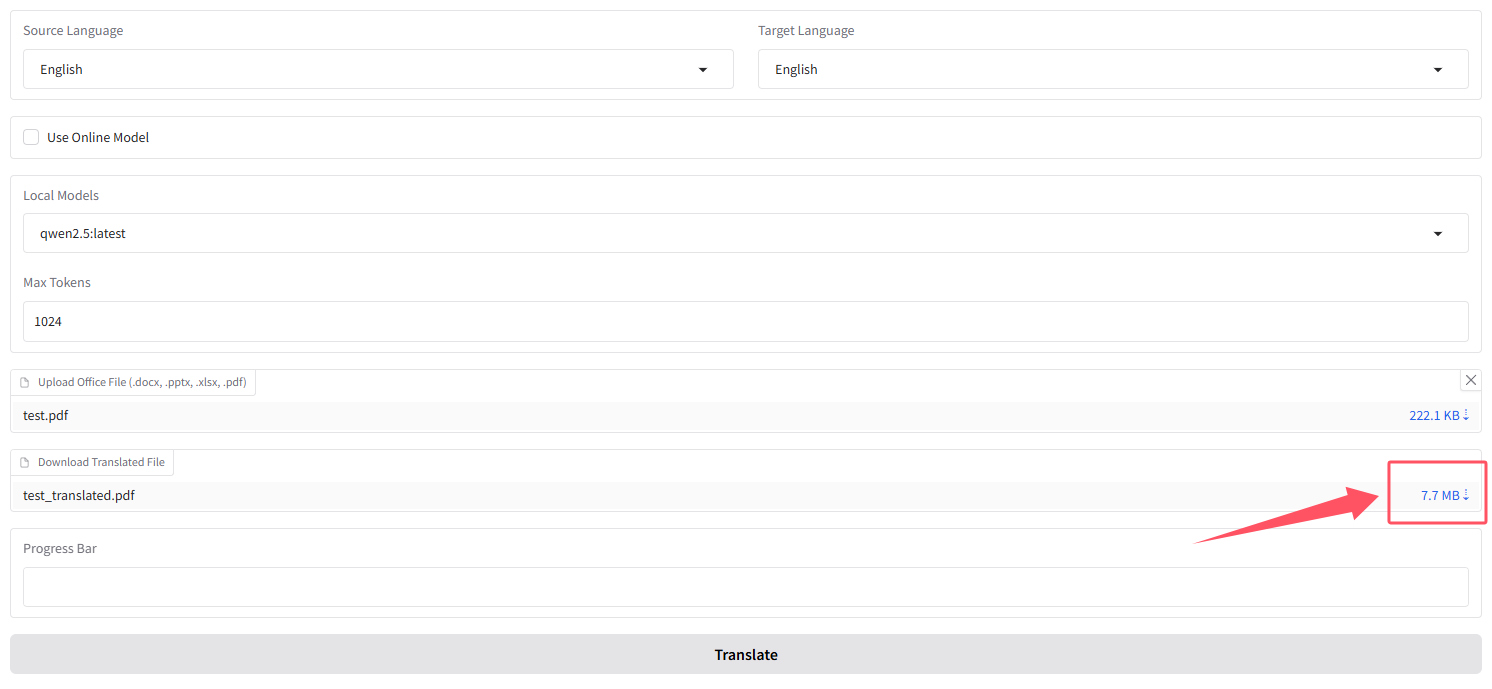 Source Language
Target Language
English
English
Use Online Model
Local Models
qwen2.5:latest
Max Tokens
1024
Upload Office File (.docx, .pptx, .xlsx, .pdf)
test.pdf
222.1 KB
Download Translated File
test_translated.pdf
7.7 MB
Progress Bar
Translate